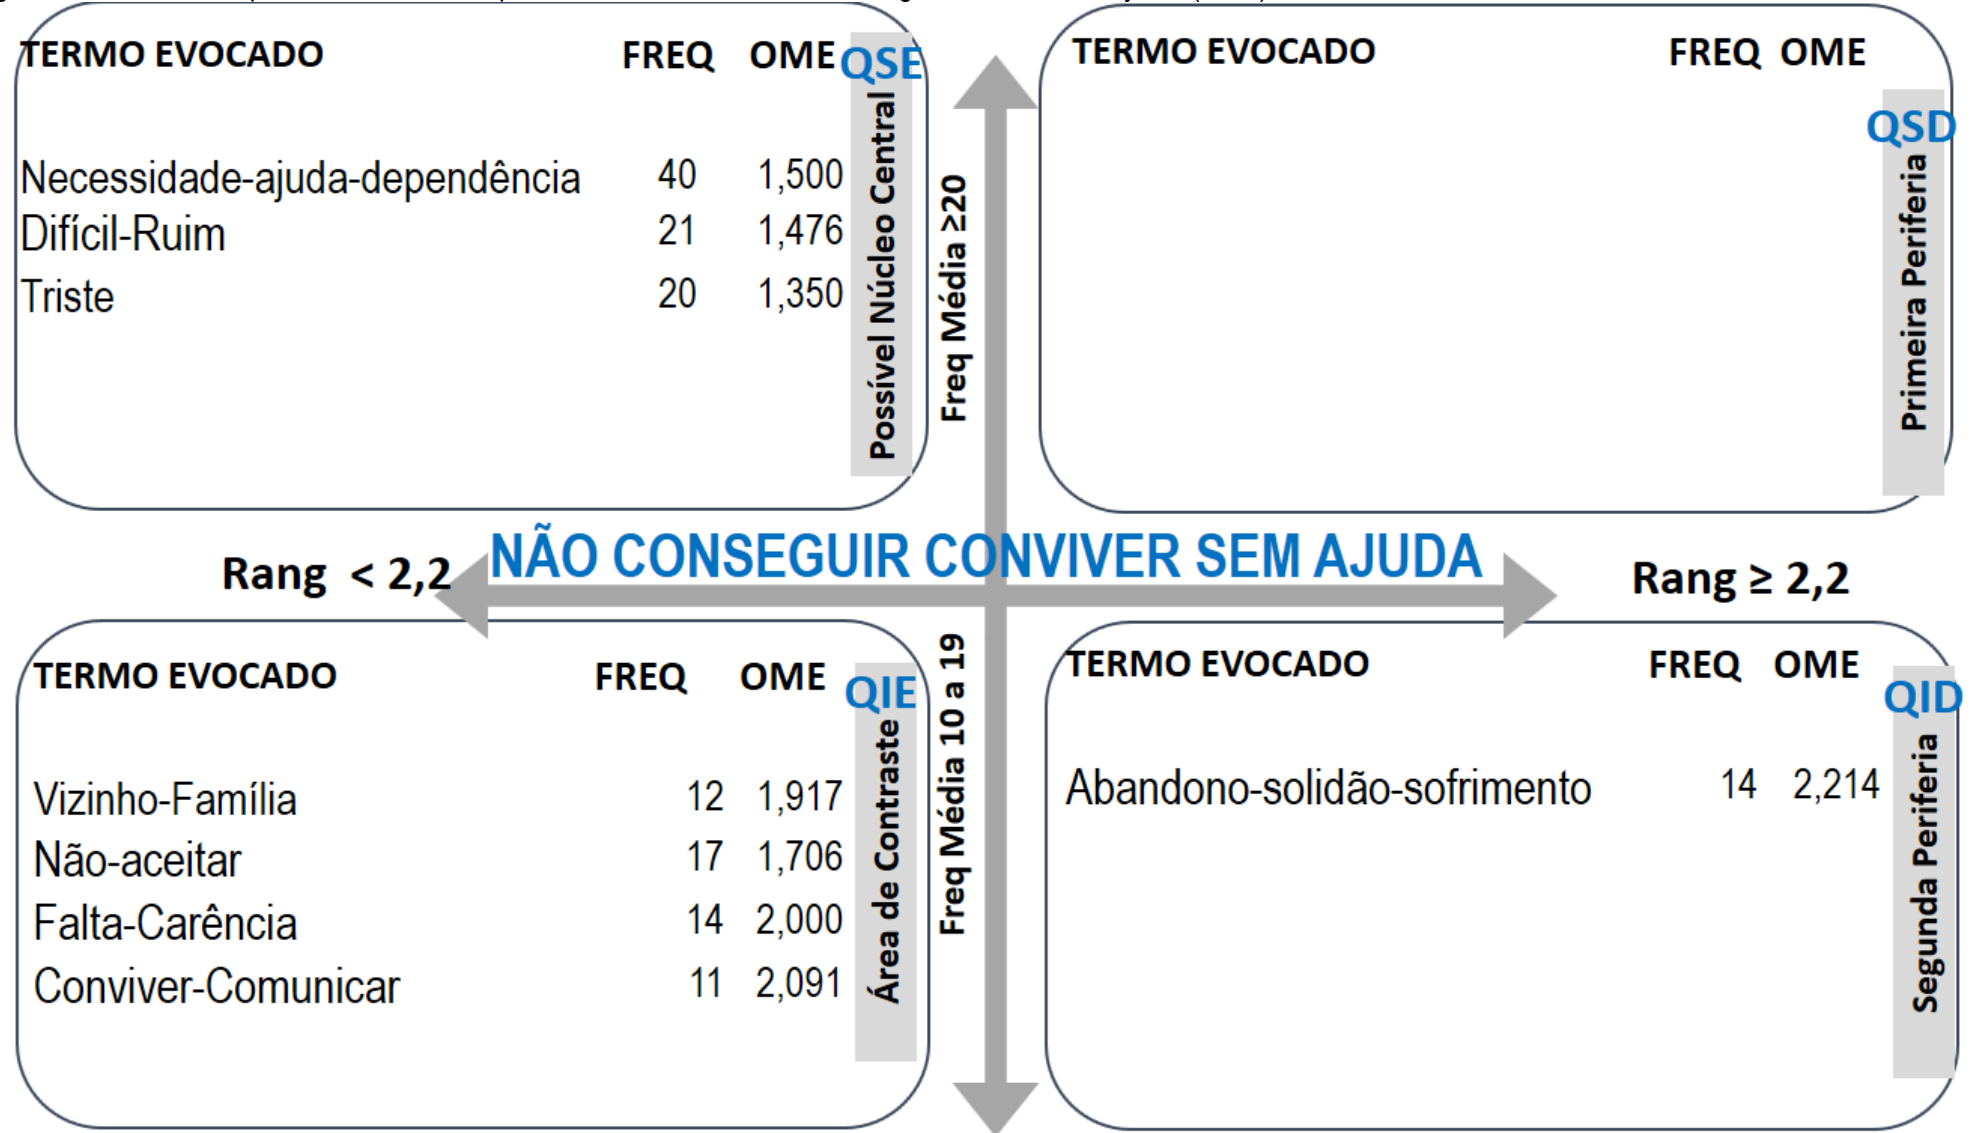 TERMO EVOCADO FREQ OME QSE
Necessidade-ajuda-dependência 40 1,500
Difícil-Ruim 21 1,476
Triste 20 1,350
Possível Núcleo Central
Freq Média ≥20
TERMO EVOCADO FREQ OME
QSD
Primeira Periferia
NÃO CONSEGUIR CONVIVER SEM AJUDA
Rang < 2,2
Rang ≥ 2,2
TERMO EVOCADO FREQ OME QIE
Vizinho-Família 12 1,917
Não-aceitar 17 1,706
Falta-Carência 14 2,000
Conviver-Comunicar 11 2,091
Área de Contraste
Freq Média 10 a 19
TERMO EVOCADO FREQ OME
QID
Abandono-solidão-sofrimento 14 2,214
Segunda Periferia